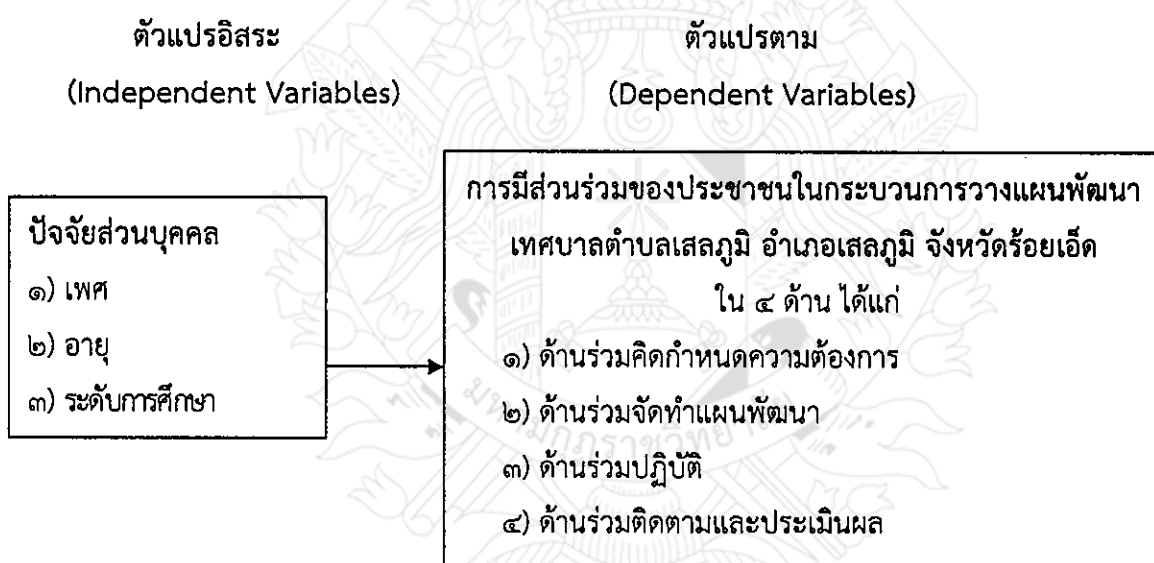 ตัวแปรอิสระ
(Independent Variables)
ตัวแปรตาม
(Dependent Variables)
ปัจจัยส่วนบุคคล
๑) เพศ
๒) อายุ
๓) ระดับการศึกษา
การมีส่วนร่วมของประชาชนในกระบวนการวางแผนพัฒนา
เทศบาลตำบลเสลภูมิ อำเภอเสลภูมิ จังหวัดร้อยเอ็ด
ใน ๔ ด้าน ได้แก่
๑) ด้านร่วมคิดกำหนดความต้องการ
๒) ด้านร่วมจัดทำแผนพัฒนา
๓) ด้านร่วมปฏิบัติ
๔) ด้านร่วมติดตามและประเมินผล